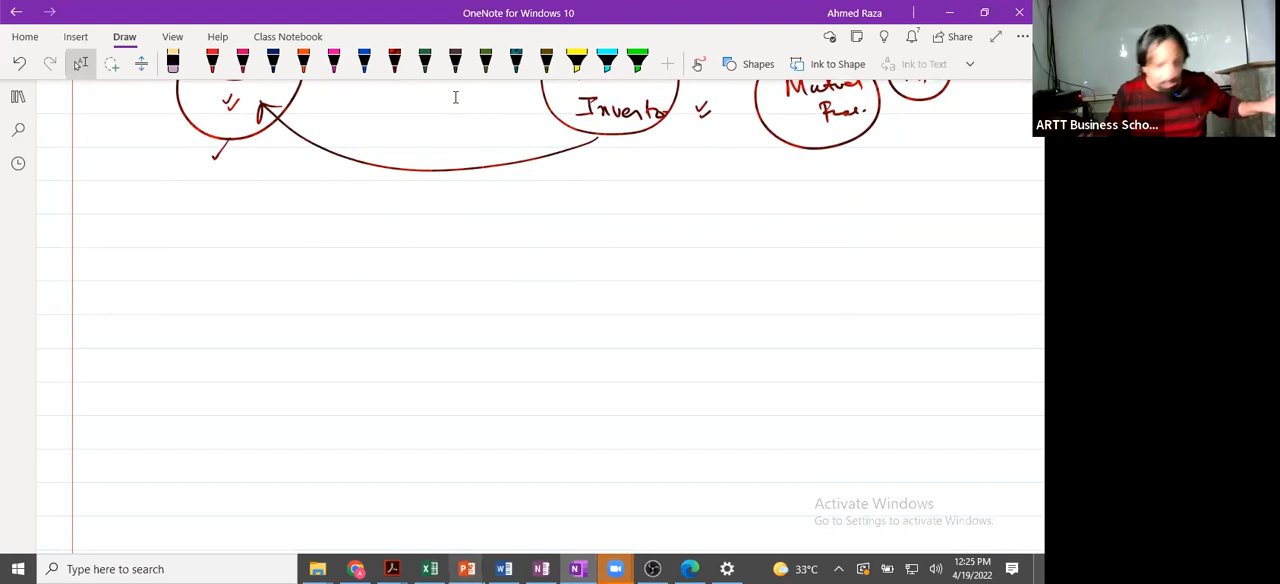 OneNote for Windows 10
Ahmed Raza
Home
Insert
Draw
View
Help
Class Notebook
Share
Shapes
Ink to Shape
Ink to Text
Mutual
Investor
ARTT Business Scho...
Activate Windows
Go to Settings to activate Windows.
Type here to search
33°C
12:25 PM
4/19/2022